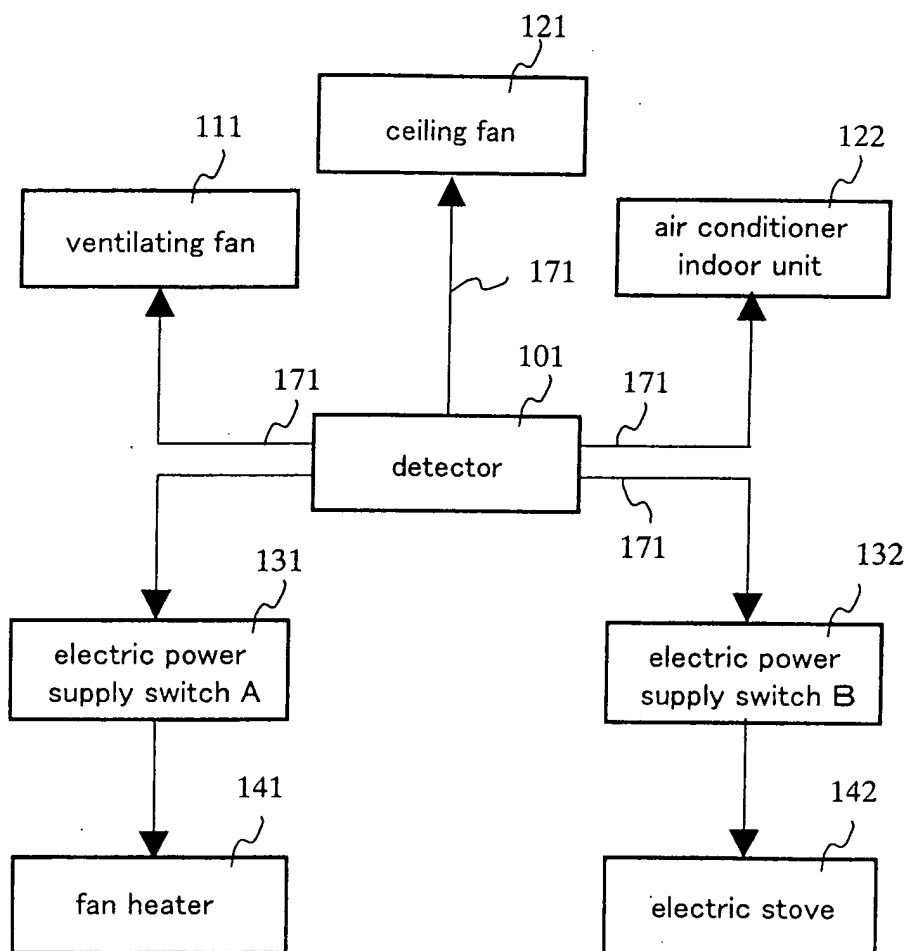 121
ceiling fan
111
ventilating fan
122
air conditioner
indoor unit
171
101
171
171
detector
171
131
132
electric power
supply switch A
electric power
supply switch B
141
142
fan heater
electric stove